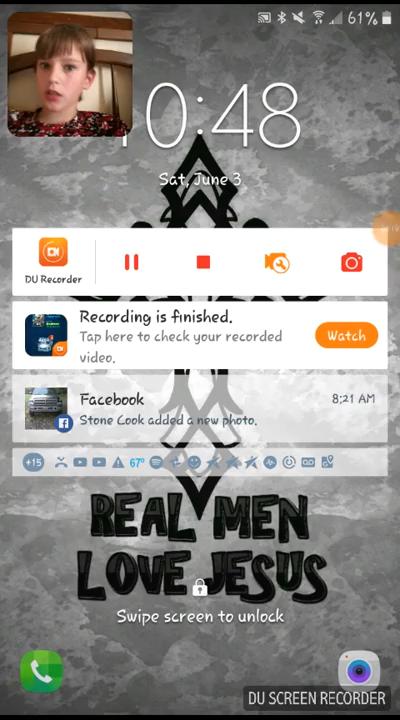 61%
10:48
Sat, June 3
DU Recorder
Recording is finished.
Tap here to check your recorded
video.
Watch
Facebook
8:21 AM
Stone Cook added a new photo.
+15
67°
REAL MEN
LOVE JESUS
Swipe screen to unlock
DU SCREEN RECORDER